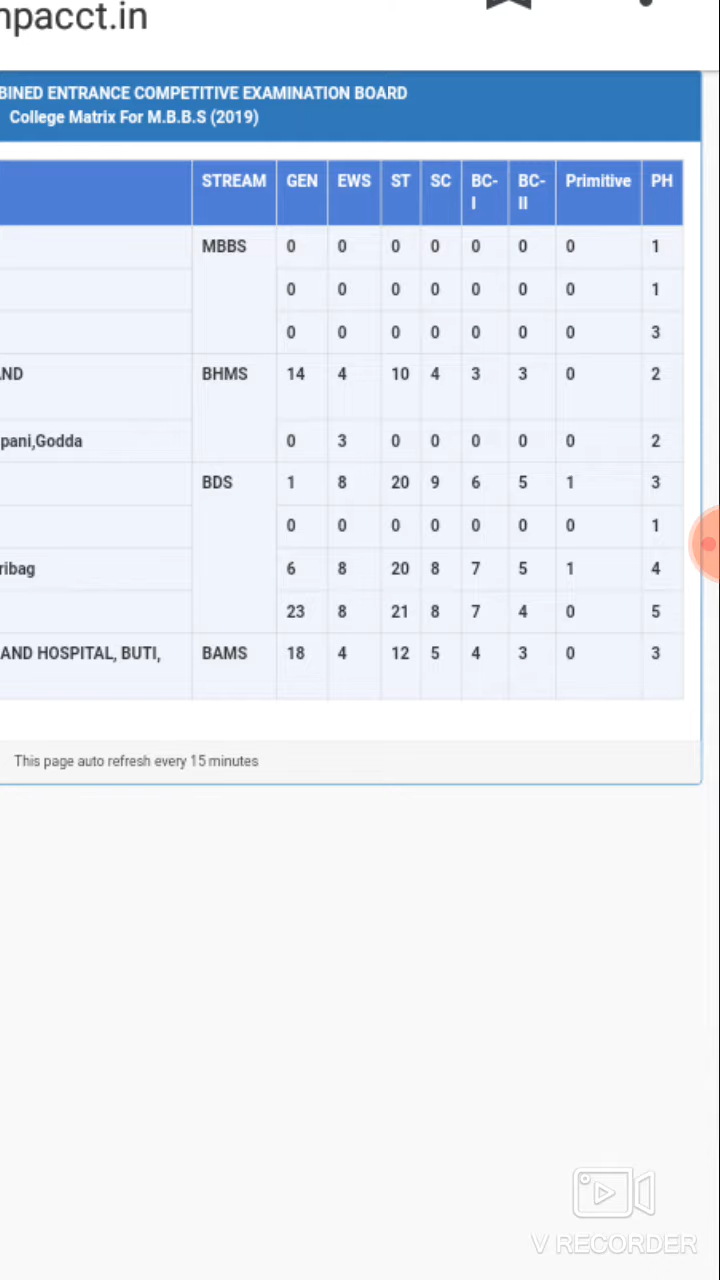 npacct.in
BINED ENTRANCE COMPETITIVE EXAMINATION BOARD
College Matrix For M.B.B.S (2019)
STREAM GEN EWS ST SC BC-I BC-II Primitive PH
MBBS 0 0 0 0 0 0 0 1
0 0 0 0 0 0 0 1
0 0 0 0 0 0 0 3
AND BHMS 14 4 10 4 3 3 0 2
pani,Godda 0 3 0 0 0 0 0 2
BDS 1 8 20 9 6 5 1 3
0 0 0 0 0 0 0 1
ribag 6 8 20 8 7 5 1 4
23 8 21 8 7 4 0 5
AND HOSPITAL, BUTI, BAMS 18 4 12 5 4 3 0 3
This page auto refresh every 15 minutes
V RECORDER